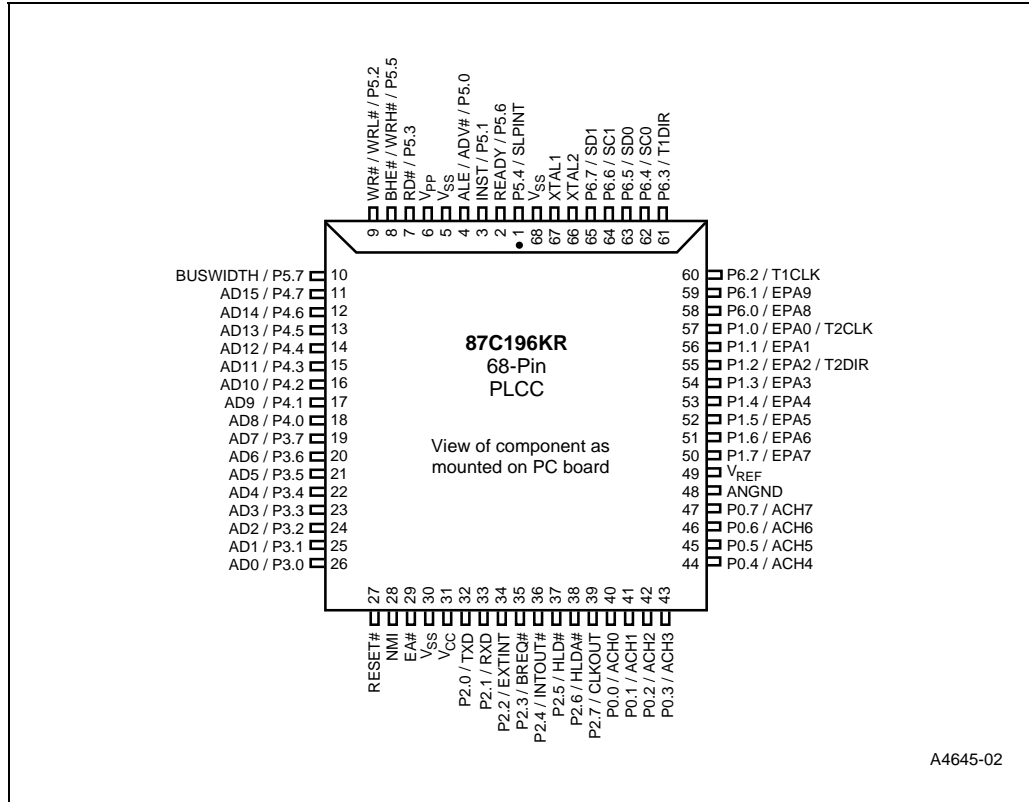 WR# / WRL# / P5.2
BHE# / WRH# / P5.5
RD# / P5.3
VPP
VSS
ALE / ADV# / P5.0
INST / P5.1
READY / P5.6
P5.4 / SLPINT
VSS
XTAL1
XTAL2
P6.7 / SD1
P6.6 / SC1
P6.5 / SD0
P6.4 / SC0
P6.3 / T1DIR
9 8 7 6 5 4 3 2 1 68 67 66 65 64 63 62 61
BUSWIDTH / P5.7 10
AD15 / P4.7 11
AD14 / P4.6 12
AD13 / P4.5 13
AD12 / P4.4 14
AD11 / P4.3 15
AD10 / P4.2 16
AD9 / P4.1 17
AD8 / P4.0 18
AD7 / P3.7 19
AD6 / P3.6 20
AD5 / P3.5 21
AD4 / P3.4 22
AD3 / P3.3 23
AD2 / P3.2 24
AD1 / P3.1 25
AD0 / P3.0 26
87C196KR
68-Pin
PLCC
View of component as
mounted on PC board
60 P6.2 / T1CLK
59 P6.1 / EPA9
58 P6.0 / EPA8
57 P1.0 / EPA0 / T2CLK
56 P1.1 / EPA1
55 P1.2 / EPA2 / T2DIR
54 P1.3 / EPA3
53 P1.4 / EPA4
52 P1.5 / EPA5
51 P1.6 / EPA6
50 P1.7 / EPA7
49 VREF
48 ANGND
47 P0.7 / ACH7
46 P0.6 / ACH6
45 P0.5 / ACH5
44 P0.4 / ACH4
27 28 29 30 31 32 33 34 35 36 37 38 39 40 41 42 43
RESET#
NMI
EA#
VSS
VCC
P2.0 / TXD
P2.1 / RXD
P2.2 / EXTINT
P2.3 / BREQ#
P2.4 / INTOUT#
P2.5 / HLD#
P2.6 / HLDA#
P2.7 / CLKOUT
P0.0 / ACH0
P0.1 / ACH1
P0.2 / ACH2
P0.3 / ACH3
A4645-02